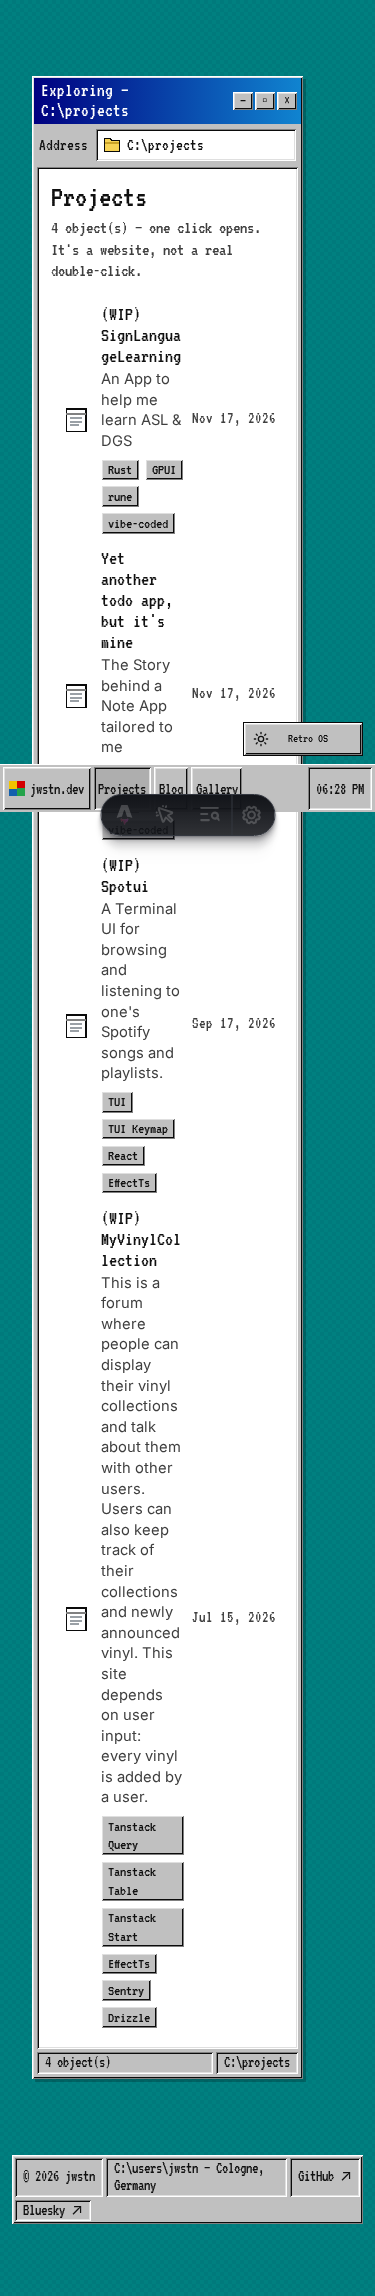 Exploring –
C:\projects
Address C:\projects
Projects
4 object(s) – one click opens.
It's a website, not a real
double-click.
(WIP)
SignLangua
geLearning
An App to
help me
learn ASL &
DGS
Nov 17, 2026
Rust GPUI
rune
vibe-coded
Yet
another
todo app,
but it's
mine
The Story
behind a
Note App
tailored to
me
Nov 17, 2026
Retro OS
jwstn.dev Projects Blog Gallery 06:28 PM
vibe-coded
(WIP)
Spotui
A Terminal
UI for
browsing
and
listening to
one's
Spotify
songs and
playlists.
Sep 17, 2026
TUI
TUI Keymap
React
EffectTs
(WIP)
MyVinylCol
lection
This is a
forum
where
people can
display
their vinyl
collections
and talk
about them
with other
users.
Users can
also keep
track of
their
collections
and newly
announced
vinyl. This
site
depends
on user
input:
every vinyl
is added by
a user.
Jul 15, 2026
Tanstack
Query
Tanstack
Table
Tanstack
Start
EffectTs
Sentry
Drizzle
4 object(s) C:\projects
© 2026 jwstn
C:\users\jwstn – Cologne,
Germany
GitHub ↗
Bluesky ↗